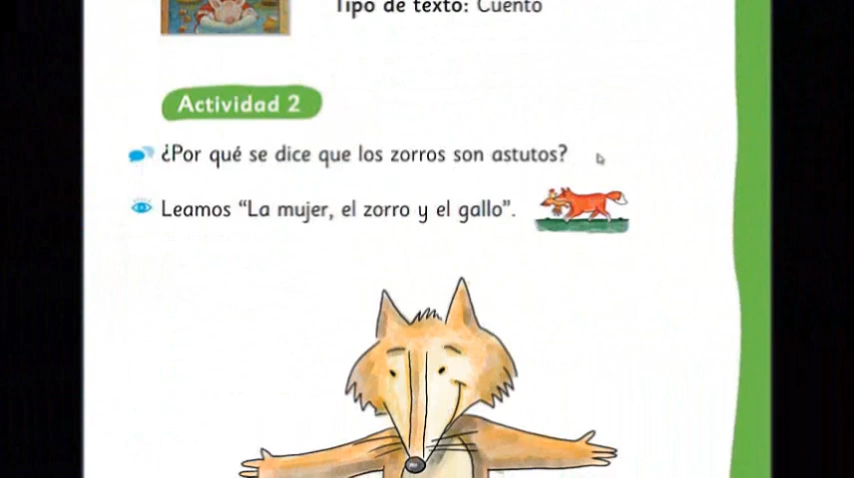 Tipo de texto: Cuento
Actividad 2
¿Por qué se dice que los zorros son astutos?
Leamos “La mujer, el zorro y el gallo”.